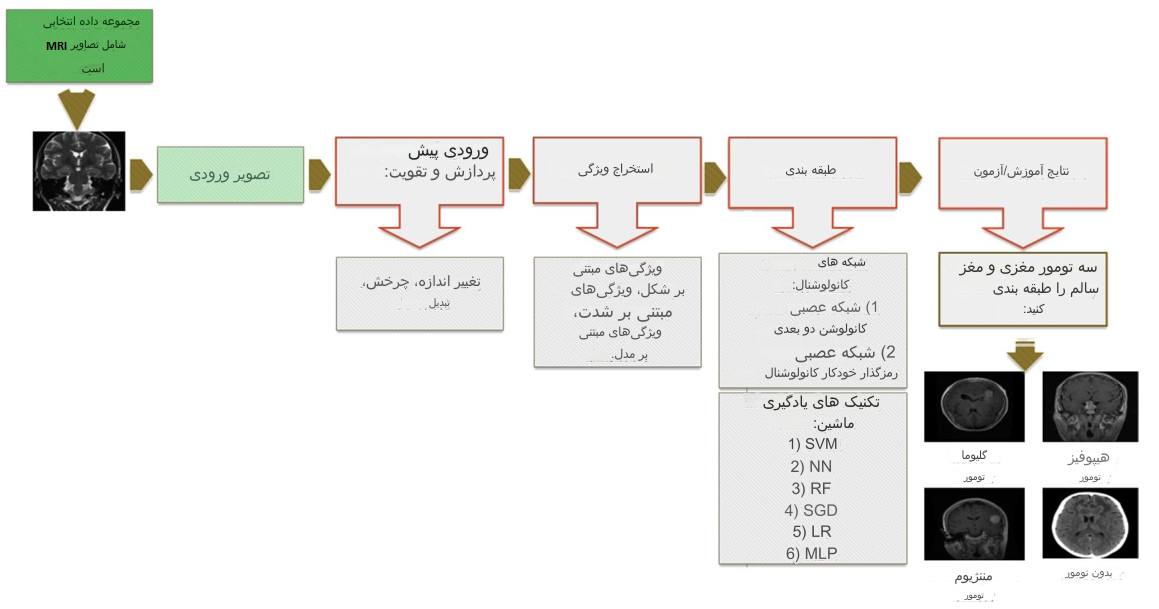 مجموعه داده انتخابی
شامل تصاویر MRI
است
تصویر ورودی
ورودی پیش
پردازش و تقویت:
تغییر اندازه، چرخش،
تبدیل
استخراج ویژگی
ویژگی‌های مبتنی
بر شکل، ویژگی‌های
مبتنی بر شدت،
ویژگی‌های مبتنی
بر مدل.
طبقه بندی
شبکه های
کانولوشنال:
1) شبکه عصبی
کانولوشن دو بعدی
2) شبکه عصبی
رمزگذار خودکار کانولوشنال
تکنیک های یادگیری
ماشین:
1) SVM
2) NN
3) RF
4) SGD
5) LR
6) MLP
نتایج آموزش/آزمون
سه تومور مغزی و مغز
سالم را طبقه بندی
کنید:
گلیوما
تومور
هیپوفیز
تومور
مننژیوم
تومور
بدون تومور